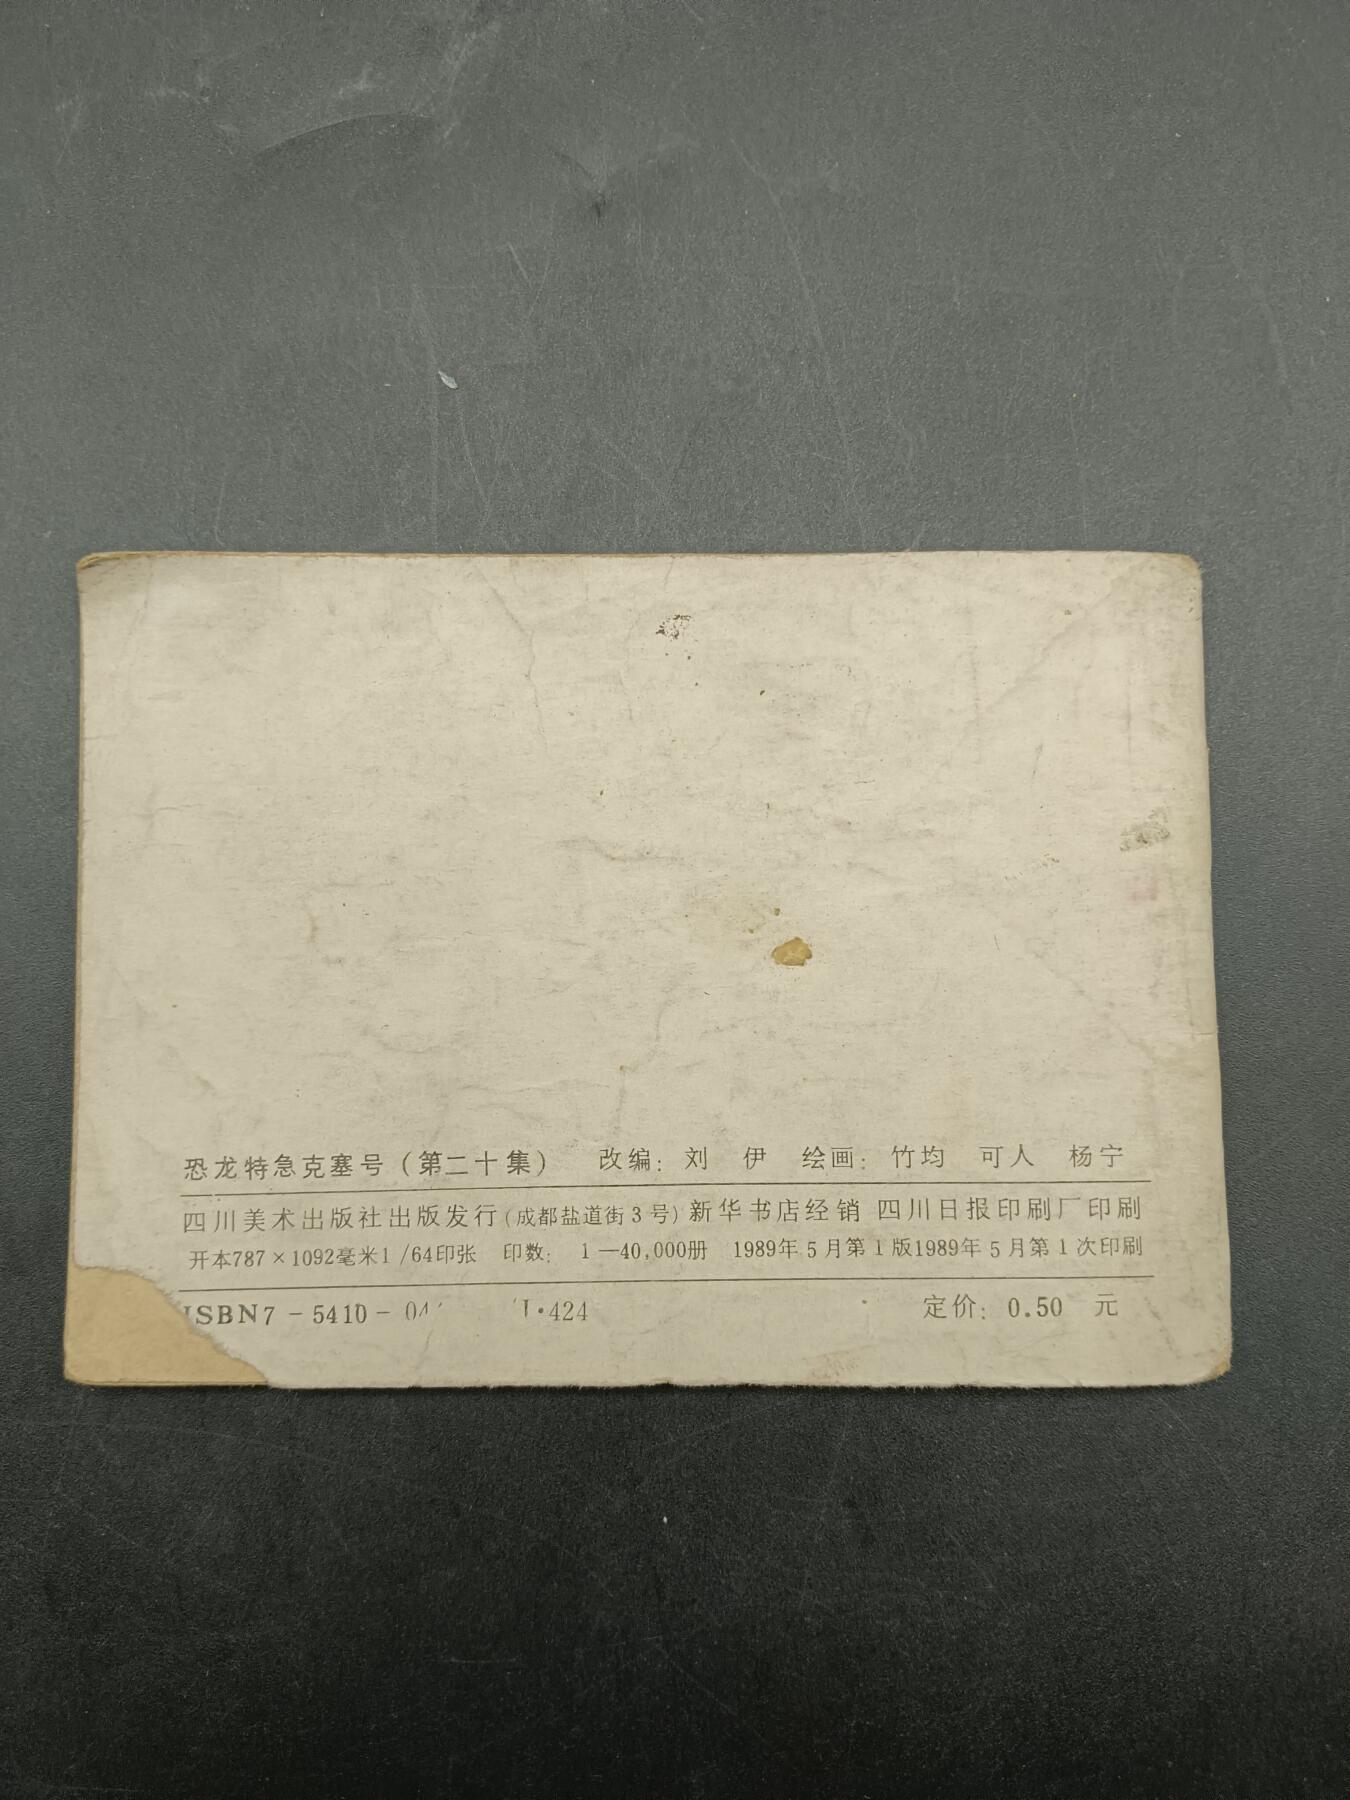 恐龙特急克塞号（第二十集） 改编：刘 伊 绘画：竹均 可人 杨宁
四川美术出版社出版发行(成都盐道街3号)新华书店经销 四川日报印刷厂印刷
开本787×1092毫米1/64印张 印数：1—40,000册 1989年5月第1版1989年5月第1次印刷
ISBN7-5410-04 ·424 定价：0.50 元